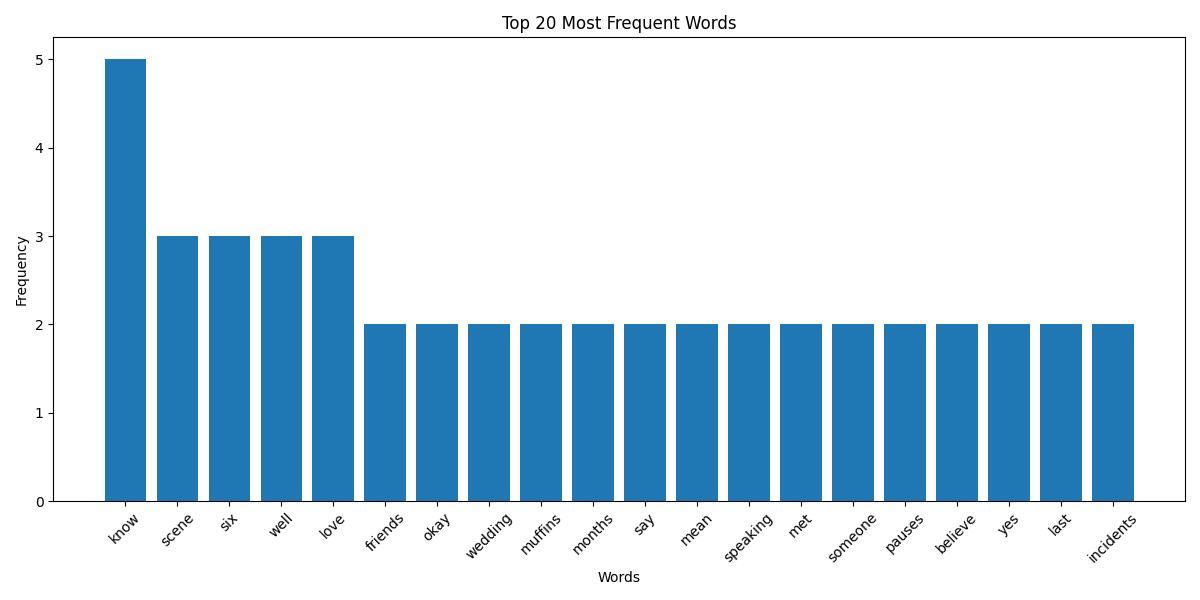 Top 20 Most Frequent Words
Frequency
5
4
3
2
1
0
know scene six well love friends okay wedding muffins months say mean speaking met someone pauses believe yes last incidents
Words